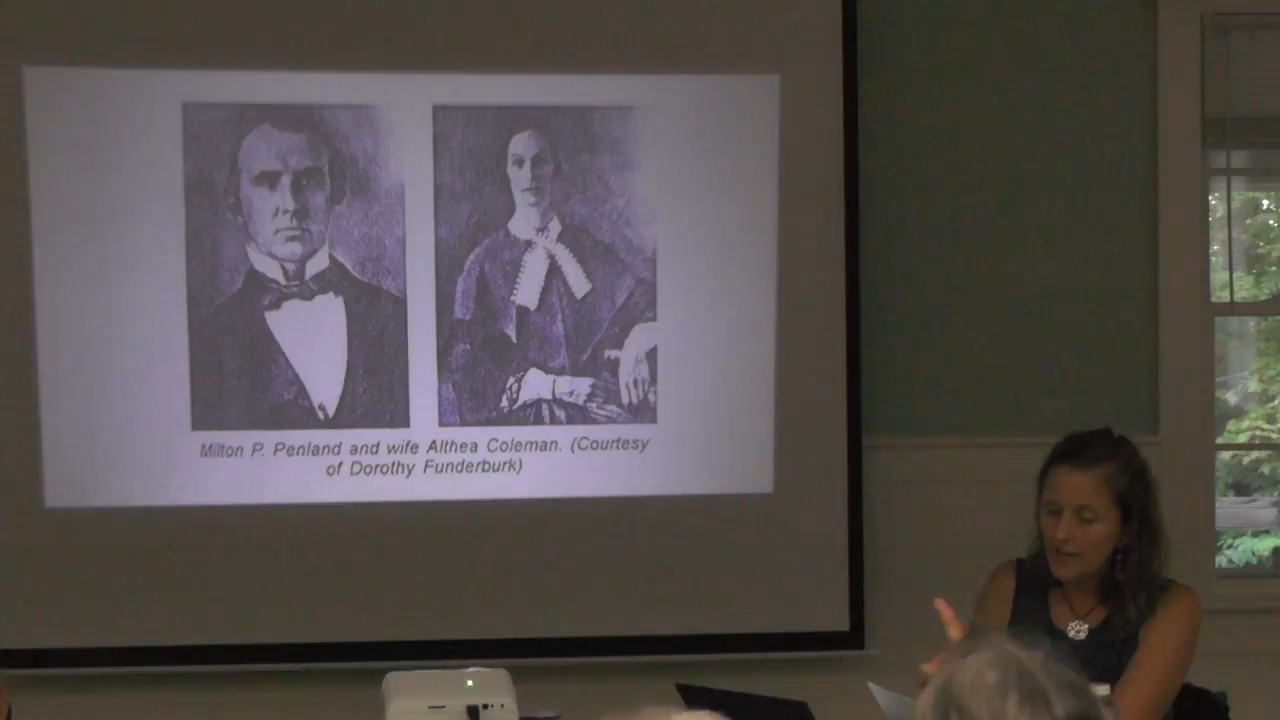 Milton P. Penland and wife Althea Coleman. (Courtesy
of Dorothy Funderburk)